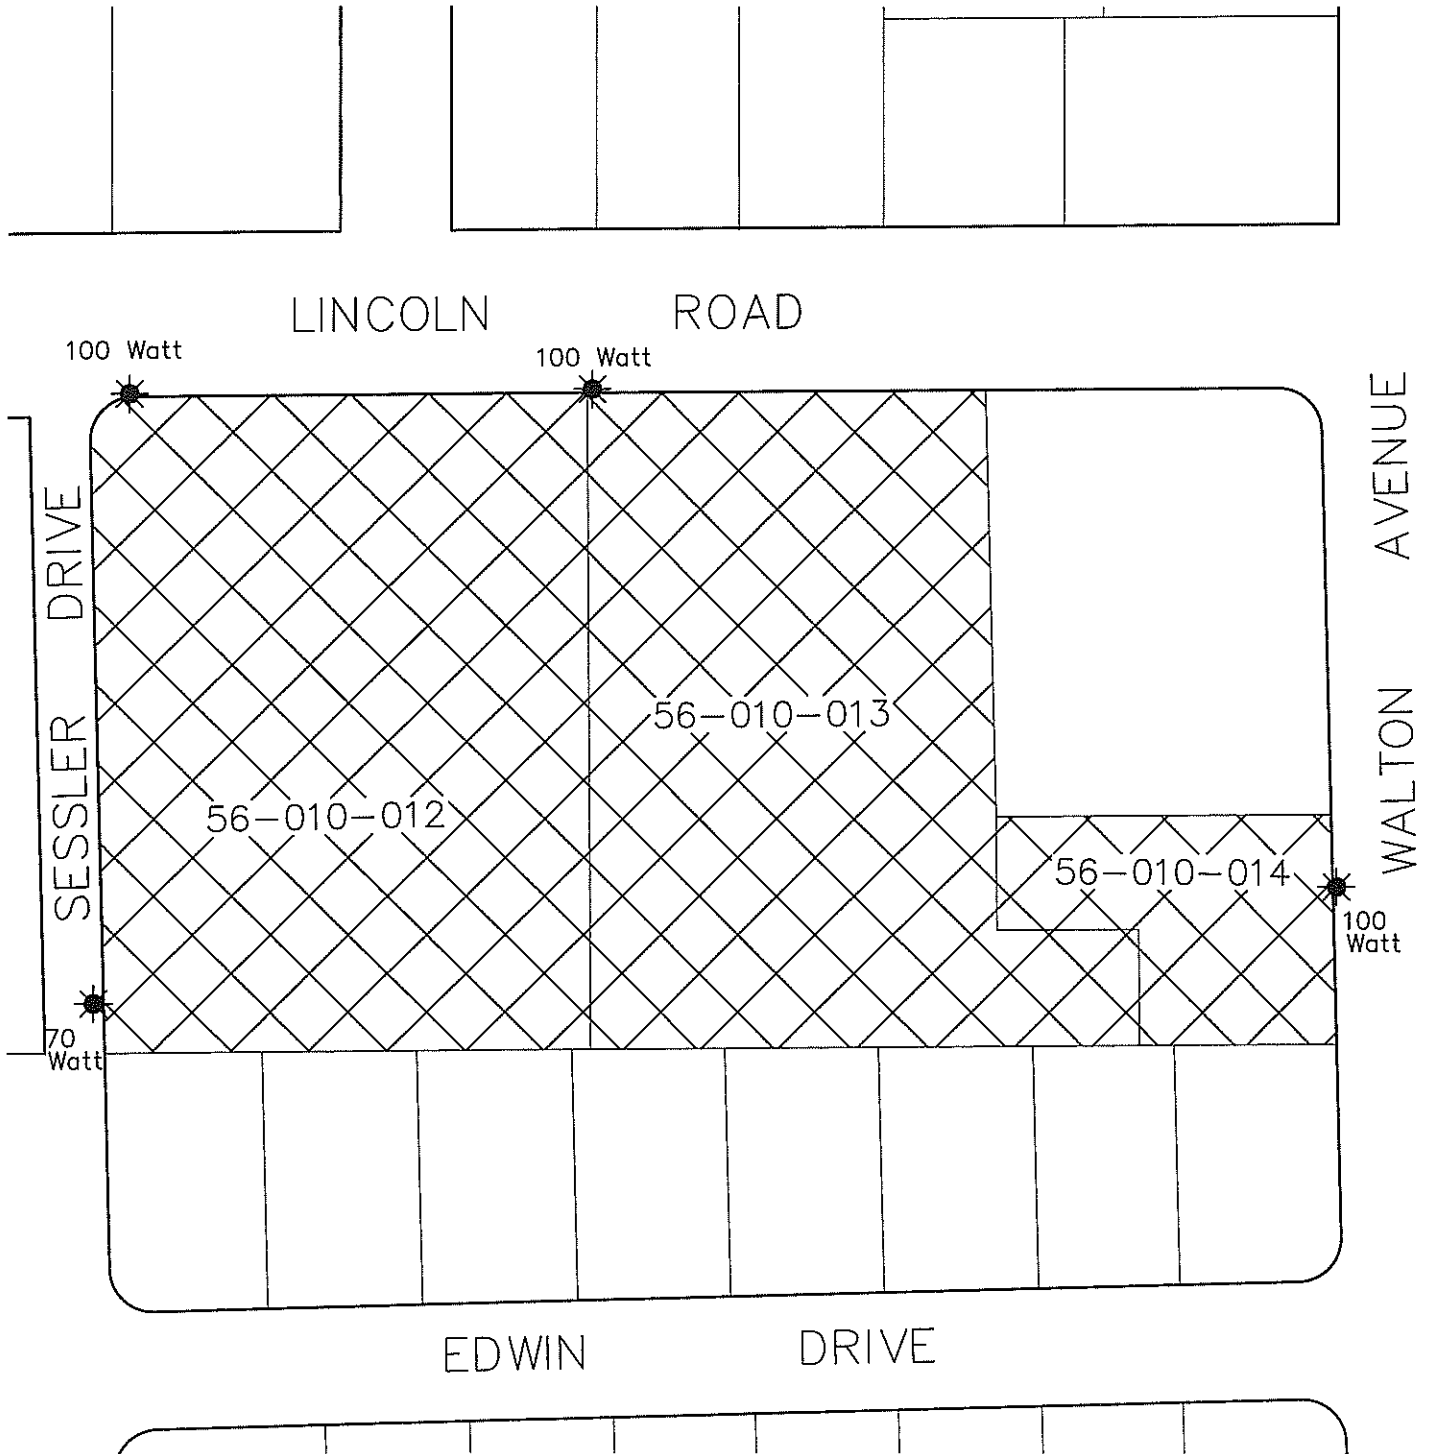 LINCOLN ROAD
100 Watt
100 Watt
SESSLER DRIVE
WALTON AVENUE
56-010-013
56-010-012
56-010-014
100
Watt
70
Watt
EDWIN DRIVE